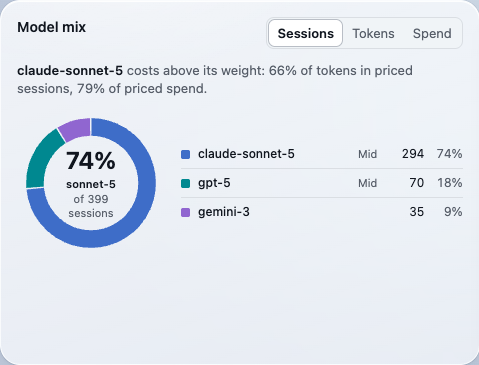 Model mix
Sessions Tokens Spend
claude-sonnet-5 costs above its weight: 66% of tokens in priced
sessions, 79% of priced spend.
74%
sonnet-5
of 399
sessions
claude-sonnet-5 Mid 294 74%
gpt-5 Mid 70 18%
gemini-3 35 9%